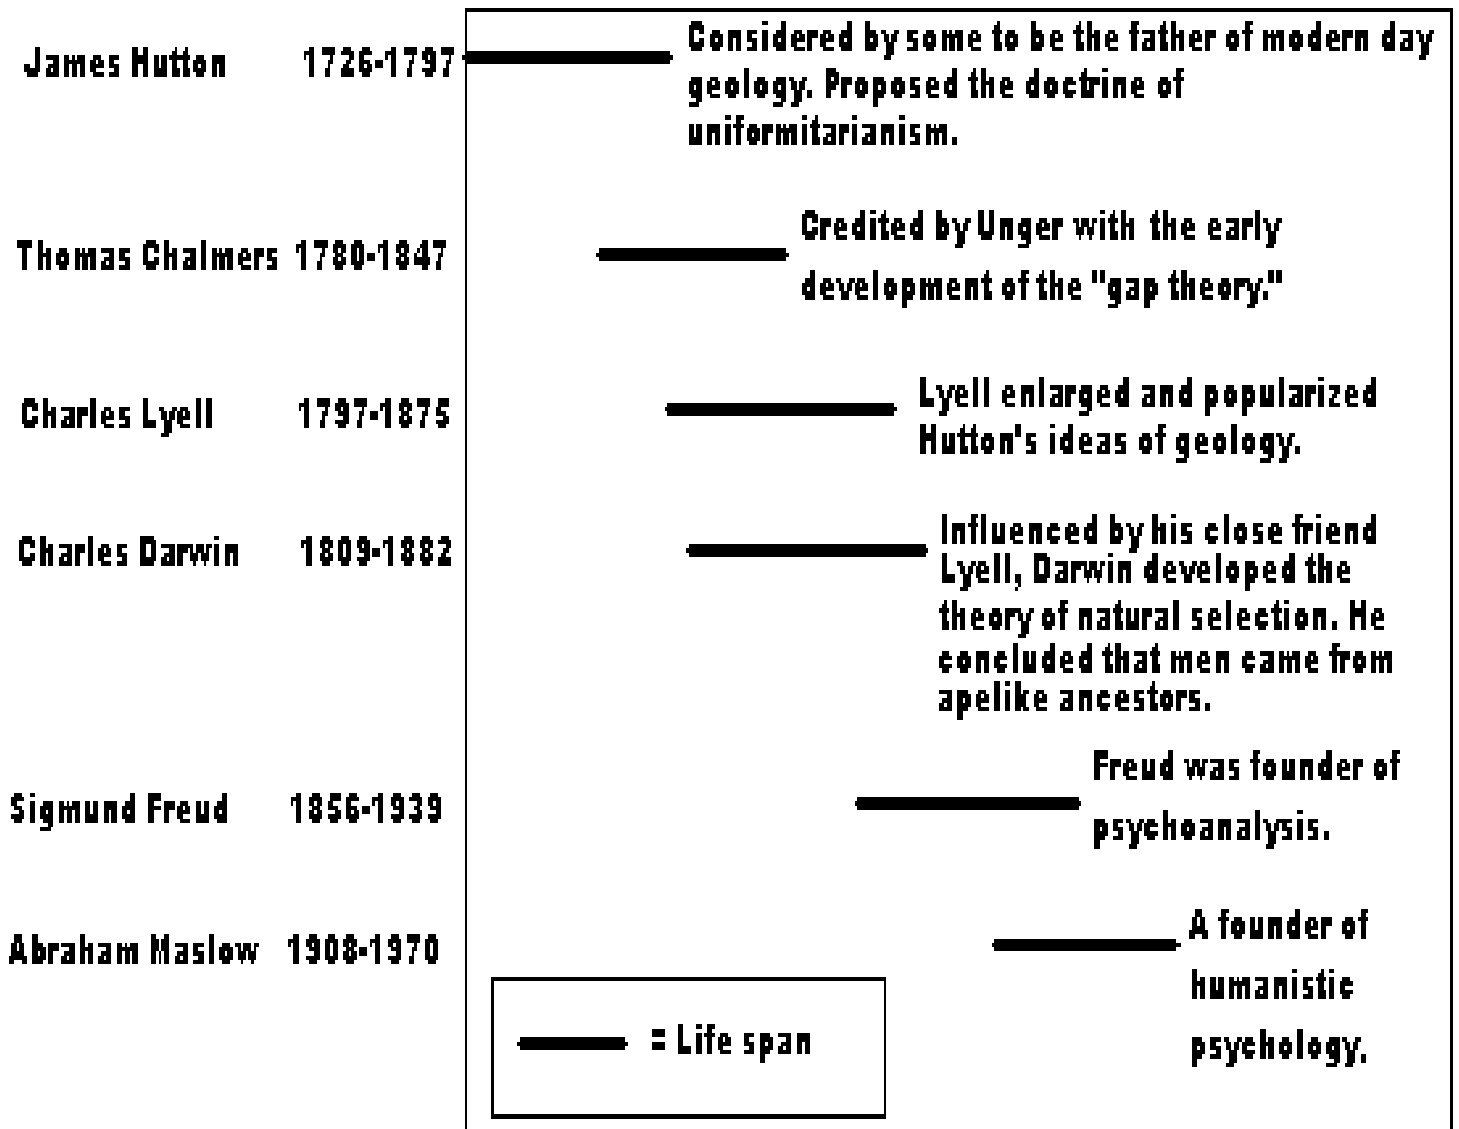 James Hutton 1726-1797
Considered by some to be the father of modern day
geology. Proposed the doctrine of
uniformitarianism.
Thomas Chalmers 1780-1847
Credited by Unger with the early
development of the "gap theory."
Charles Lyell 1797-1875
Lyell enlarged and popularized
Hutton's ideas of geology.
Charles Darwin 1809-1882
Influenced by his close friend
Lyell, Darwin developed the
theory of natural selection. He
concluded that men came from
apelike ancestors.
Sigmund Freud 1856-1939
Freud was founder of
psychoanalysis.
Abraham Maslow 1908-1970
A founder of
humanistic
psychology.
= Life span